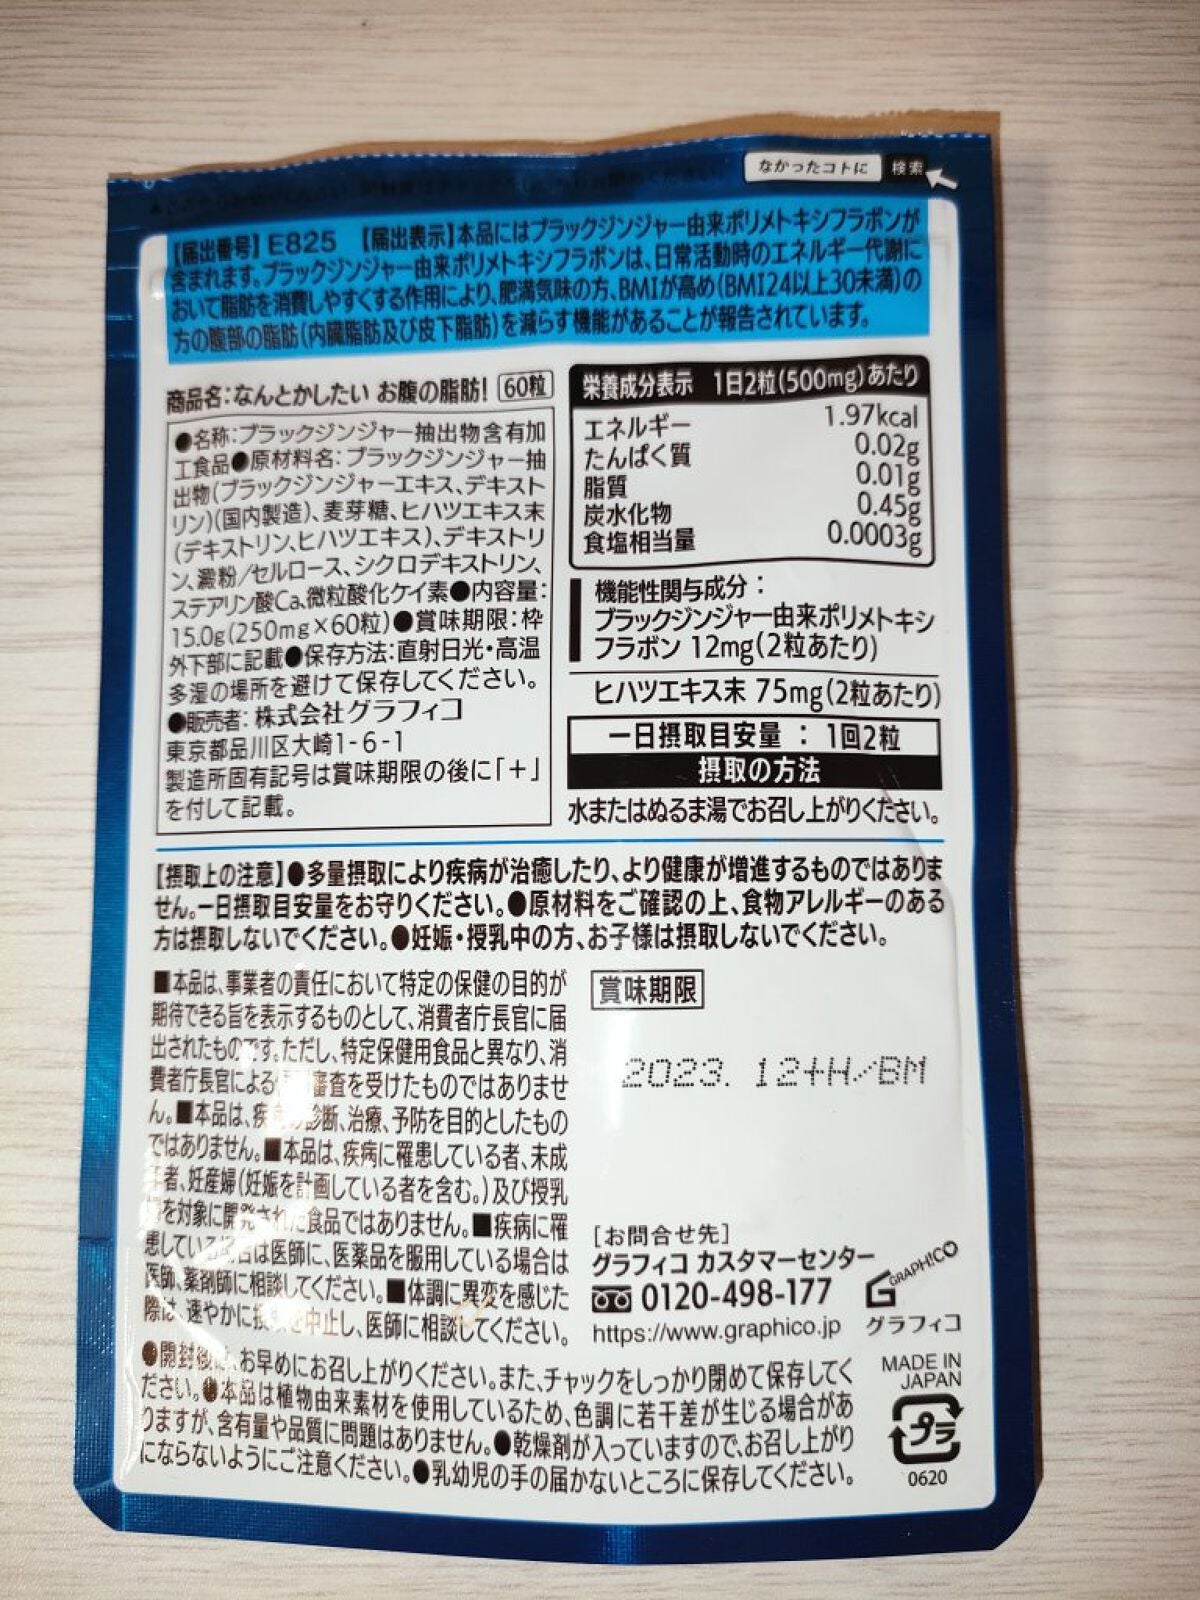 なかったコトに 検索
【届出番号】E825 【届出表示】本品にはブラックジンジャー由来ポリメトキシフラボンが
含まれます。ブラックジンジャー由来ポリメトキシフラボンは、日常活動時のエネルギー代謝に
おいて脂肪を消費しやすくする作用により、肥満気味の方、BMIが高め(BMI24以上30未満)の
方の腹部の脂肪(内臓脂肪及び皮下脂肪)を減らす機能があることが報告されています。
商品名:なんとかしたい お腹の脂肪! 60粒
●名称:ブラックジンジャー抽出物含有加
工食品●原材料名:ブラックジンジャー抽
出物(ブラックジンジャーエキス、デキスト
リン)(国内製造)、麦芽糖、ヒハツエキス末
(デキストリン、ヒハツエキス)、デキストリ
ン、澱粉/セルロース、シクロデキストリン、
ステアリン酸Ca、微粒酸化ケイ素●内容量:
15.0g(250mg×60粒)●賞味期限:枠
外下部に記載●保存方法:直射日光・高温
多湿の場所を避けて保存してください。
●販売者:株式会社グラフィコ
東京都品川区大崎1-6-1
製造所固有記号は賞味期限の後に「+」
を付して記載。
栄養成分表示 1日2粒(500mg)あたり
エネルギー 1.97kcal
たんぱく質 0.02g
脂質 0.01g
炭水化物 0.45g
食塩相当量 0.0003g
機能性関与成分:
ブラックジンジャー由来ポリメトキシ
フラボン 12mg(2粒あたり)
ヒハツエキス末 75mg(2粒あたり)
一日摂取目安量 : 1回2粒
摂取の方法
水またはぬるま湯でお召し上がりください。
【摂取上の注意】●多量摂取により疾病が治癒したり、より健康が増進するものではありま
せん。一日摂取目安量をお守りください。●原材料をご確認の上、食物アレルギーのある
方は摂取しないでください。●妊娠・授乳中の方、お子様は摂取しないでください。
■本品は、事業者の責任において特定の保健の目的が
期待できる旨を表示するものとして、消費者庁長官に届
出されたものです。ただし、特定保健用食品と異なり、消
費者庁長官による審査を受けたものではありませ
ん。■本品は、疾診断、治療、予防を目的としたもの
ではありません。■本品は、疾病に罹患している者、未成
者、妊産婦(妊娠を計画している者を含む。)及び授乳
を対象に開発された食品ではありません。■疾病に罹
患している場合は医師に、医薬品を服用している場合は
医師、薬剤師に相談してください。■体調に異変を感じた
際は、速やかに摂取を中止し、医師に相談してください。
賞味期限
2023. 12+H/BM
[お問合せ先]
グラフィコ カスタマーセンター
0120-498-177
https://www.graphico.jp
GRAPHICO
グラフィコ
●開封後は、お早めにお召し上がりください。また、チャックをしっかり閉めて保存してく
ださい。●本品は植物由来素材を使用しているため、色調に若干差が生じる場合があ
りますが、含有量や品質に問題はありません。●乾燥剤が入っていますので、お召し上がり
にならないようにご注意ください。●乳幼児の手の届かないところに保存してください。
MADE IN
JAPAN
プラ
0620